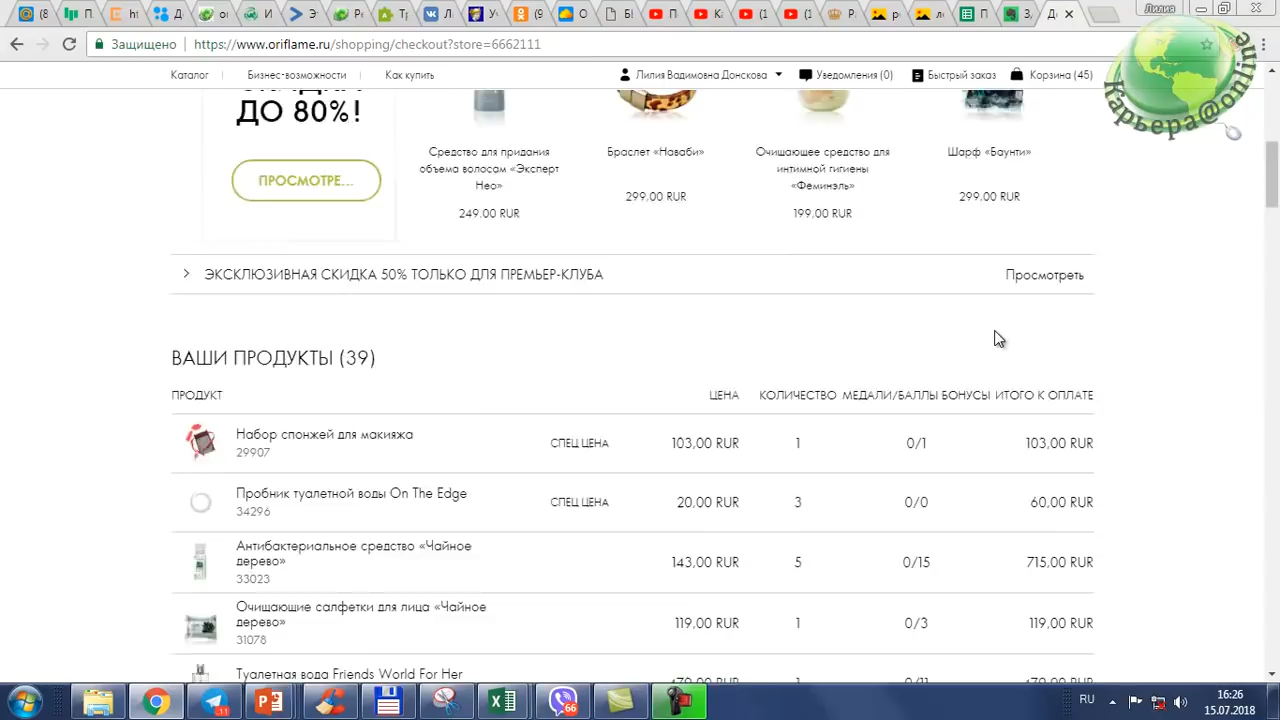 Лилия
Защищено
https://www.oriflame.ru/shopping/checkout?store=6662111
Карьера@online
Каталог Бизнес-возможности Как купить Лилия Вадимовна Донскова Уведомления (0) Быстрый заказ Корзина (45)
ДО 80%!
ПРОСМОТРЕ...
Средство для придания объема волосам «Эксперт Нео»
249.00 RUR
Браслет «Наваби»
299,00 RUR
Очищающее средство для интимной гигиены «Феминэль»
199,00 RUR
Шарф «Баунти»
299,00 RUR
ЭКСКЛЮЗИВНАЯ СКИДКА 50% ТОЛЬКО ДЛЯ ПРЕМЬЕР-КЛУБА Просмотреть
ВАШИ ПРОДУКТЫ (39)
ПРОДУКТ ЦЕНА КОЛИЧЕСТВО МЕДАЛИ/БАЛЛЫ БОНУСЫ ИТОГО К ОПЛАТЕ
Набор спонжей для макияжа СПЕЦ ЦЕНА 103,00 RUR 1 0/1 103,00 RUR
29907
Пробник туалетной воды On The Edge СПЕЦ ЦЕНА 20,00 RUR 3 0/0 60,00 RUR
34296
Антибактериальное средство «Чайное
дерево» 143,00 RUR 5 0/15 715,00 RUR
33023
Очищающие салфетки для лица «Чайное
дерево» 119,00 RUR 1 0/3 119,00 RUR
31078
Туалетная вода Friends World For Her
11
66
RU
16:26
15.07.2018